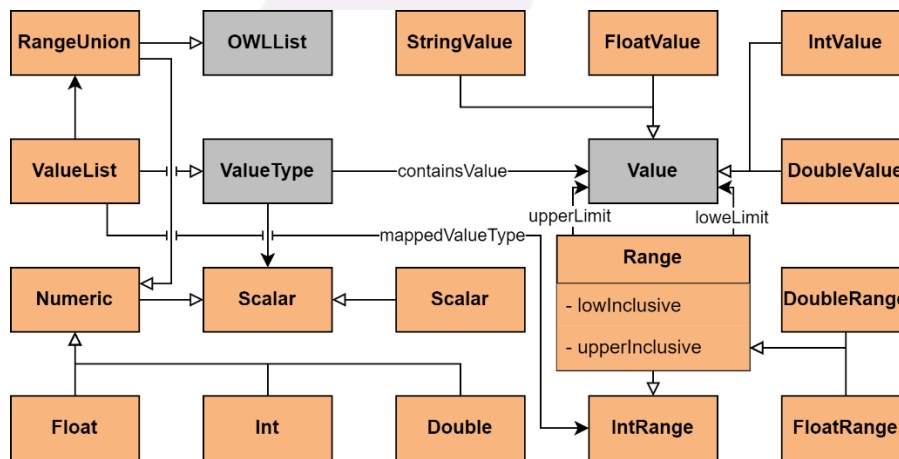 RangeUnion
OWLList
StringValue
FloatValue
IntValue
ValueList
ValueType
containsValue
Value
DoubleValue
upperLimit
loweLimit
mappedValueType
Range
Numeric
Scalar
Scalar
- lowInclusive
DoubleRange
- upperInclusive
Float
Int
Double
IntRange
FloatRange